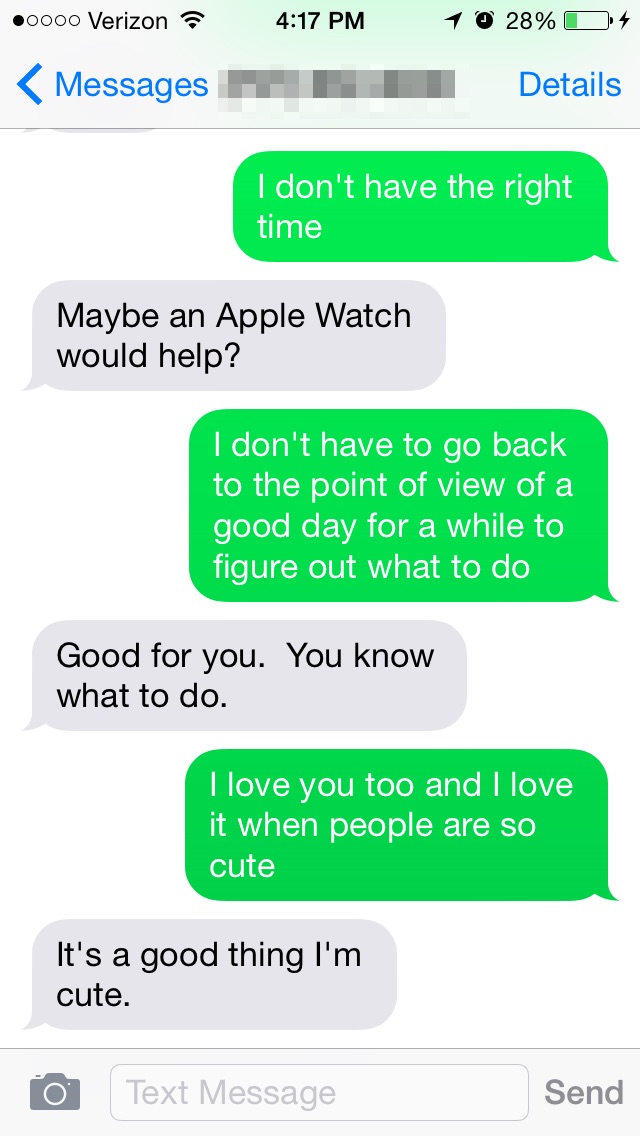 Verizon 4:17 PM 28%
Messages Details
I don't have the right
time
Maybe an Apple Watch
would help?
I don't have to go back
to the point of view of a
good day for a while to
figure out what to do
Good for you.  You know
what to do.
I love you too and I love
it when people are so
cute
It's a good thing I'm
cute.
Text Message Send